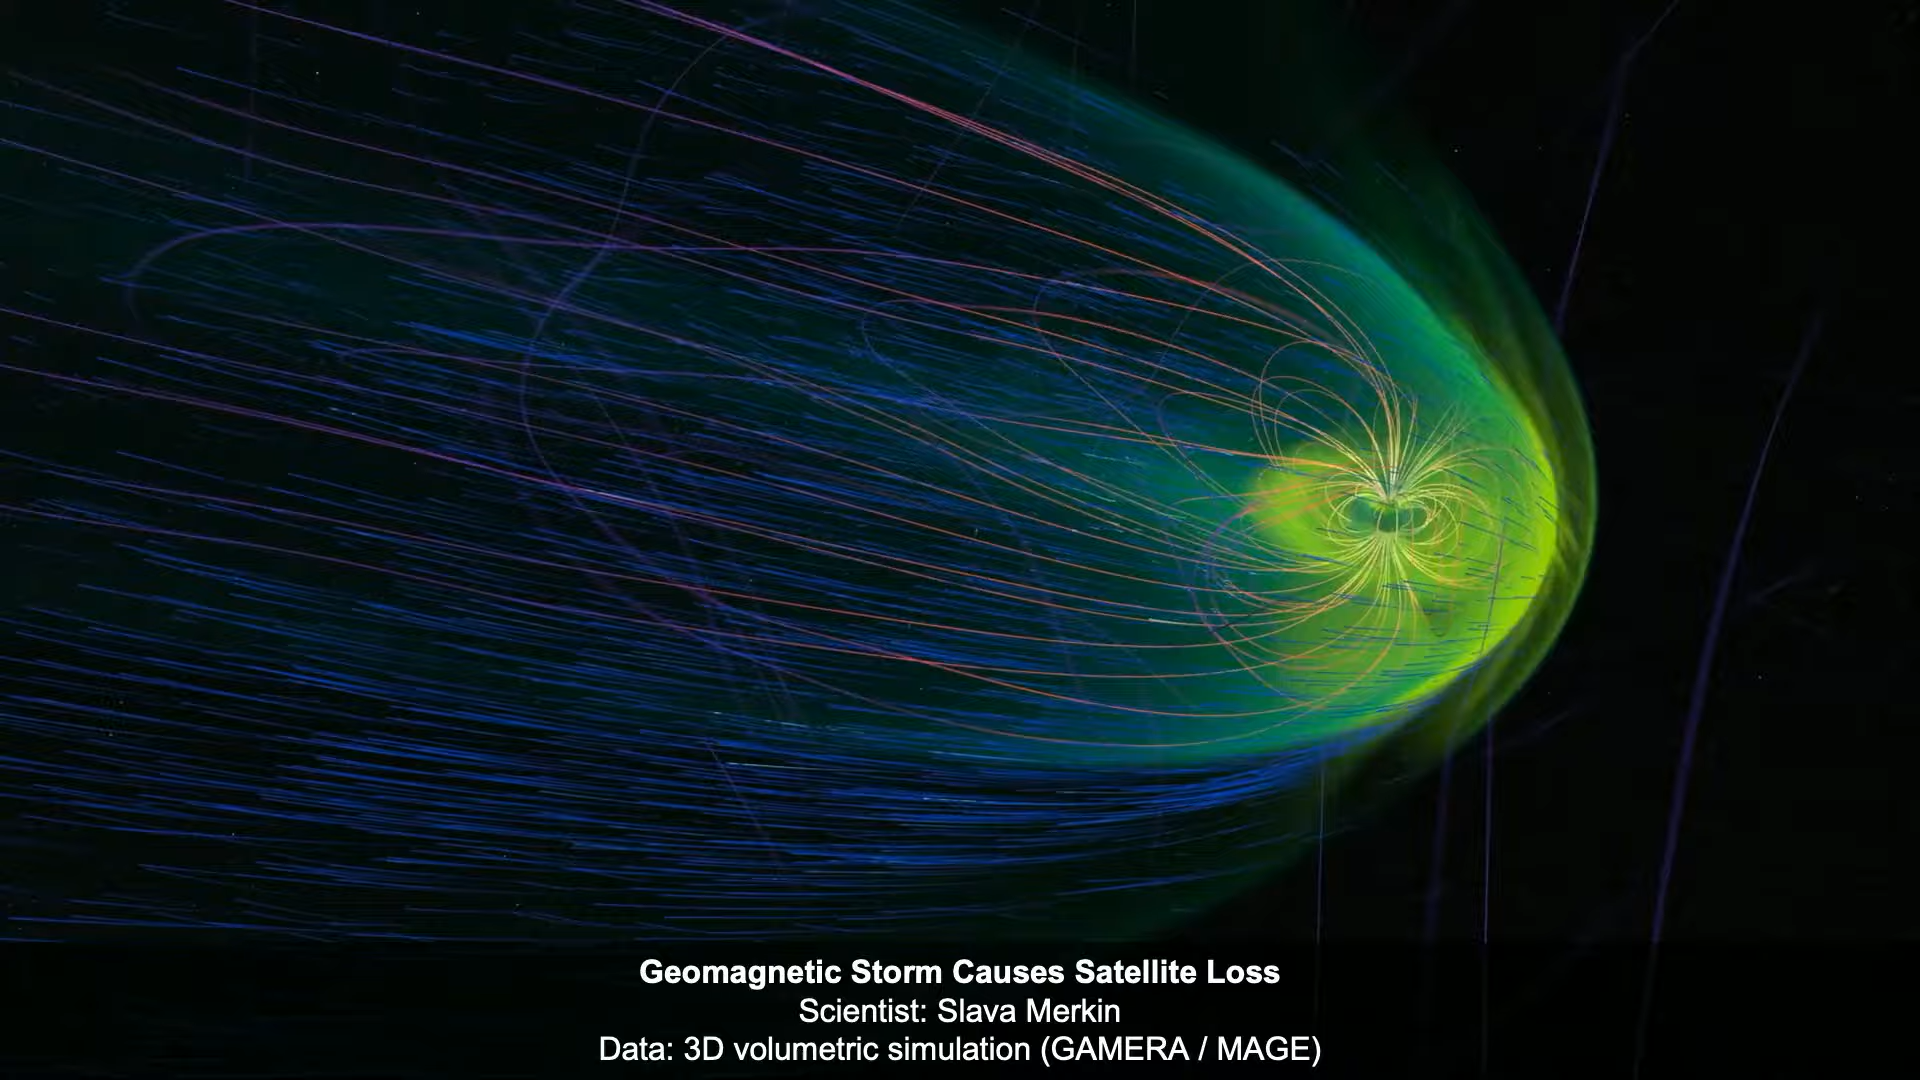 Geomagnetic Storm Causes Satellite Loss
Scientist: Slava Merkin
Data: 3D volumetric simulation (GAMERA / MAGE)